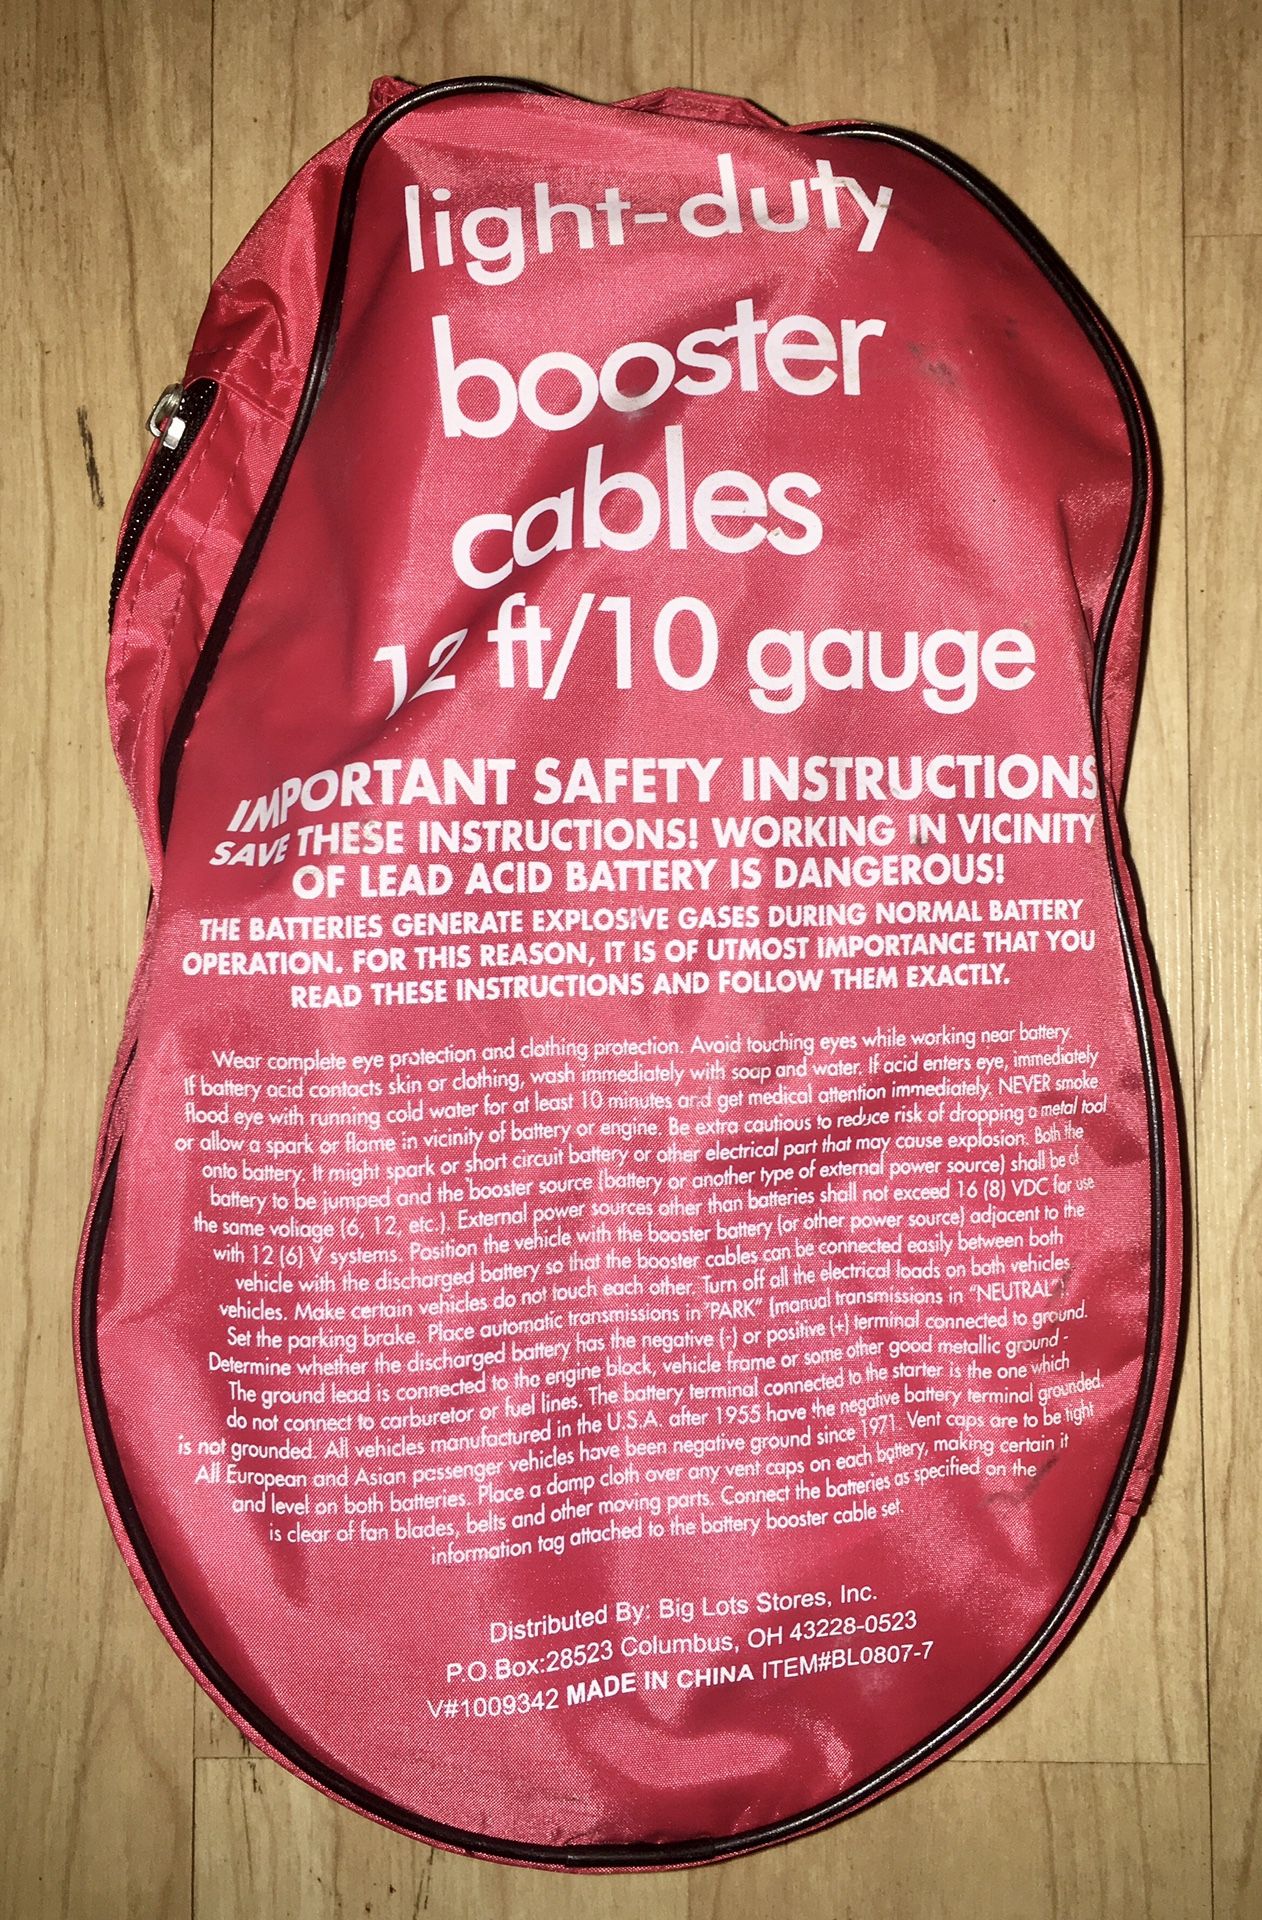 light-duty
booster
cables
12 ft/10 gauge
IMPORTANT SAFETY INSTRUCTIONS
SAVE THESE INSTRUCTIONS! WORKING IN VICINITY
OF LEAD ACID BATTERY IS DANGEROUS!
THE BATTERIES GENERATE EXPLOSIVE GASES DURING NORMAL BATTERY
OPERATION. FOR THIS REASON, IT IS OF UTMOST IMPORTANCE THAT YOU
READ THESE INSTRUCTIONS AND FOLLOW THEM EXACTLY.
Wear complete eye protection and clothing protection. Avoid touching eyes while working near battery.
If battery acid contacts skin or clothing, wash immediately with soap and water. If acid enters eye, immediately
flood eye with running cold water for at least 10 minutes and get medical attention immediately. NEVER smoke
or allow a spark or flame in vicinity of battery or engine. Be extra cautious to reduce risk of dropping a metal tool
onto battery. It might spark or short circuit battery or other electrical part that may cause explosion. Both the
battery to be jumped and the booster source (battery or another type of external power source) shall be of
the same voltage (6, 12, etc.). External power sources other than batteries shall not exceed 16 (8) VDC for use
with 12 (6) V systems. Position the vehicle with the booster battery (or other power source) adjacent to the
vehicle with the discharged battery so that the booster cables can be connected easily between both
vehicles. Make certain vehicles do not touch each other. Turn off all the electrical loads on both vehicles.
Set the parking brake. Place automatic transmissions in "PARK" (manual transmissions in "NEUTRAL")
Determine whether the discharged battery has the negative (-) or positive (+) terminal connected to ground.
The ground lead is connected to the engine block, vehicle frame or some other good metallic ground -
do not connect to carburetor or fuel lines. The battery terminal connected to the starter is the one which
is not grounded. All vehicles manufactured in the U.S.A. after 1955 have the negative battery terminal grounded.
All European and Asian passenger vehicles have been negative ground since 1971. Vent caps are to be tight
and level on both batteries. Place a damp cloth over any vent caps on each battery, making certain it
is clear of fan blades, belts and other moving parts. Connect the batteries as specified on the
information tag attached to the battery booster cable set.
Distributed By: Big Lots Stores, Inc.
P.O.Box:28523 Columbus, OH 43228-0523
V#1009342 MADE IN CHINA ITEM#BL0807-7